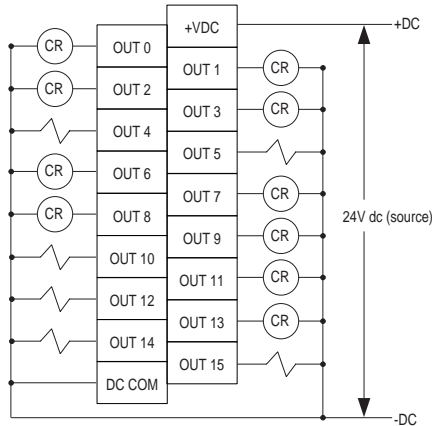 +VDC
+DC
CR
OUT 0
OUT 1
CR
CR
OUT 2
OUT 3
CR
OUT 4
OUT 5
CR
OUT 6
OUT 7
CR
24V dc (source)
CR
OUT 8
OUT 9
CR
OUT 10
OUT 11
CR
OUT 12
OUT 13
CR
OUT 14
OUT 15
DC COM
-DC